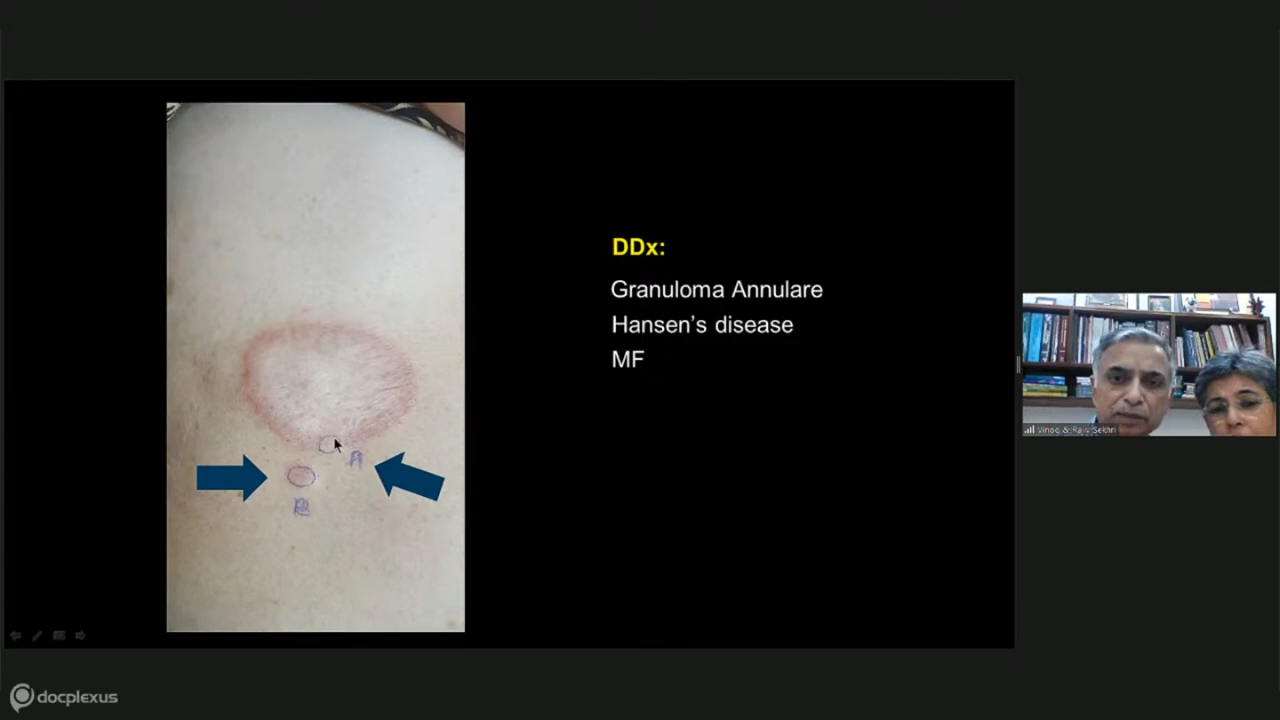 DDx:
Granuloma Annulare
Hansen's disease
MF
A
docplexus